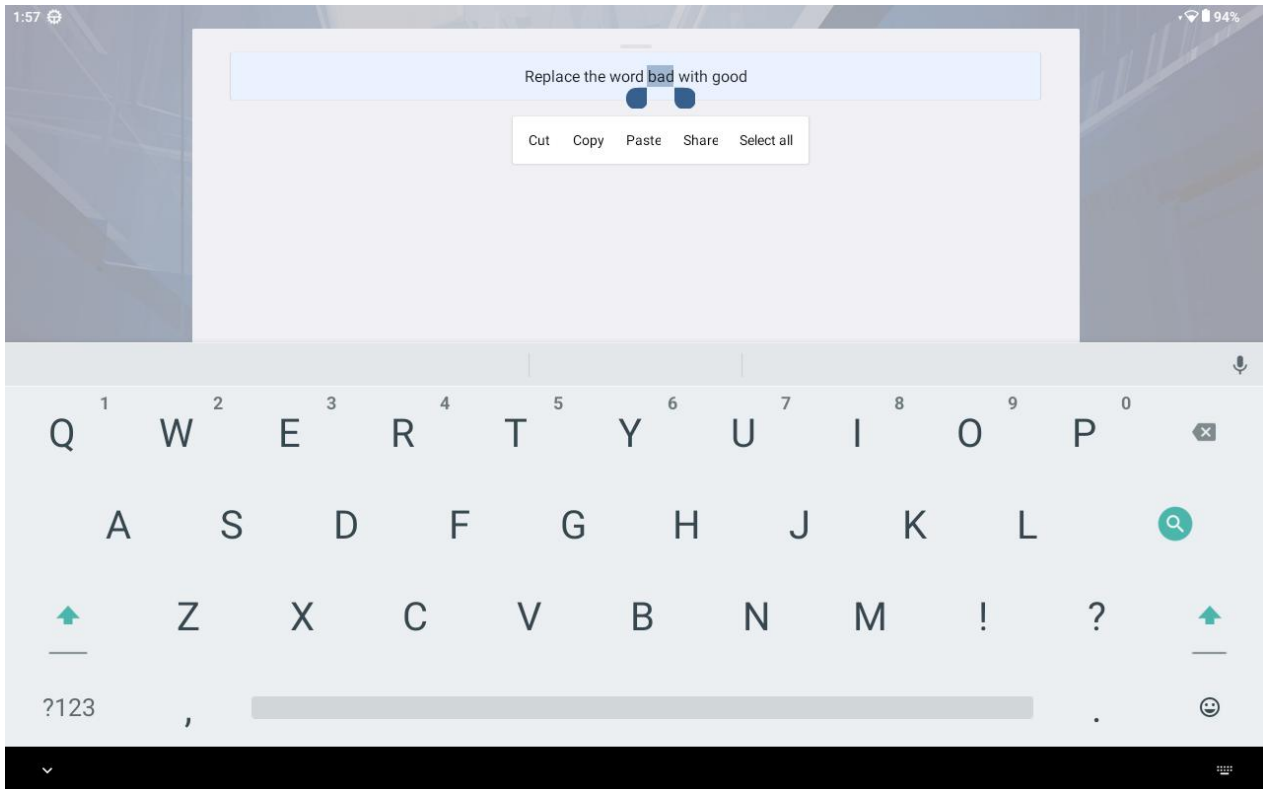 1:57 94%
Replace the word bad with good
Cut Copy Paste Share Select all
1 2 3 4 5 6 7 8 9 0
Q W E R T Y U I O P
A S D F G H J K L
Z X C V B N M ! ?
?123 , .